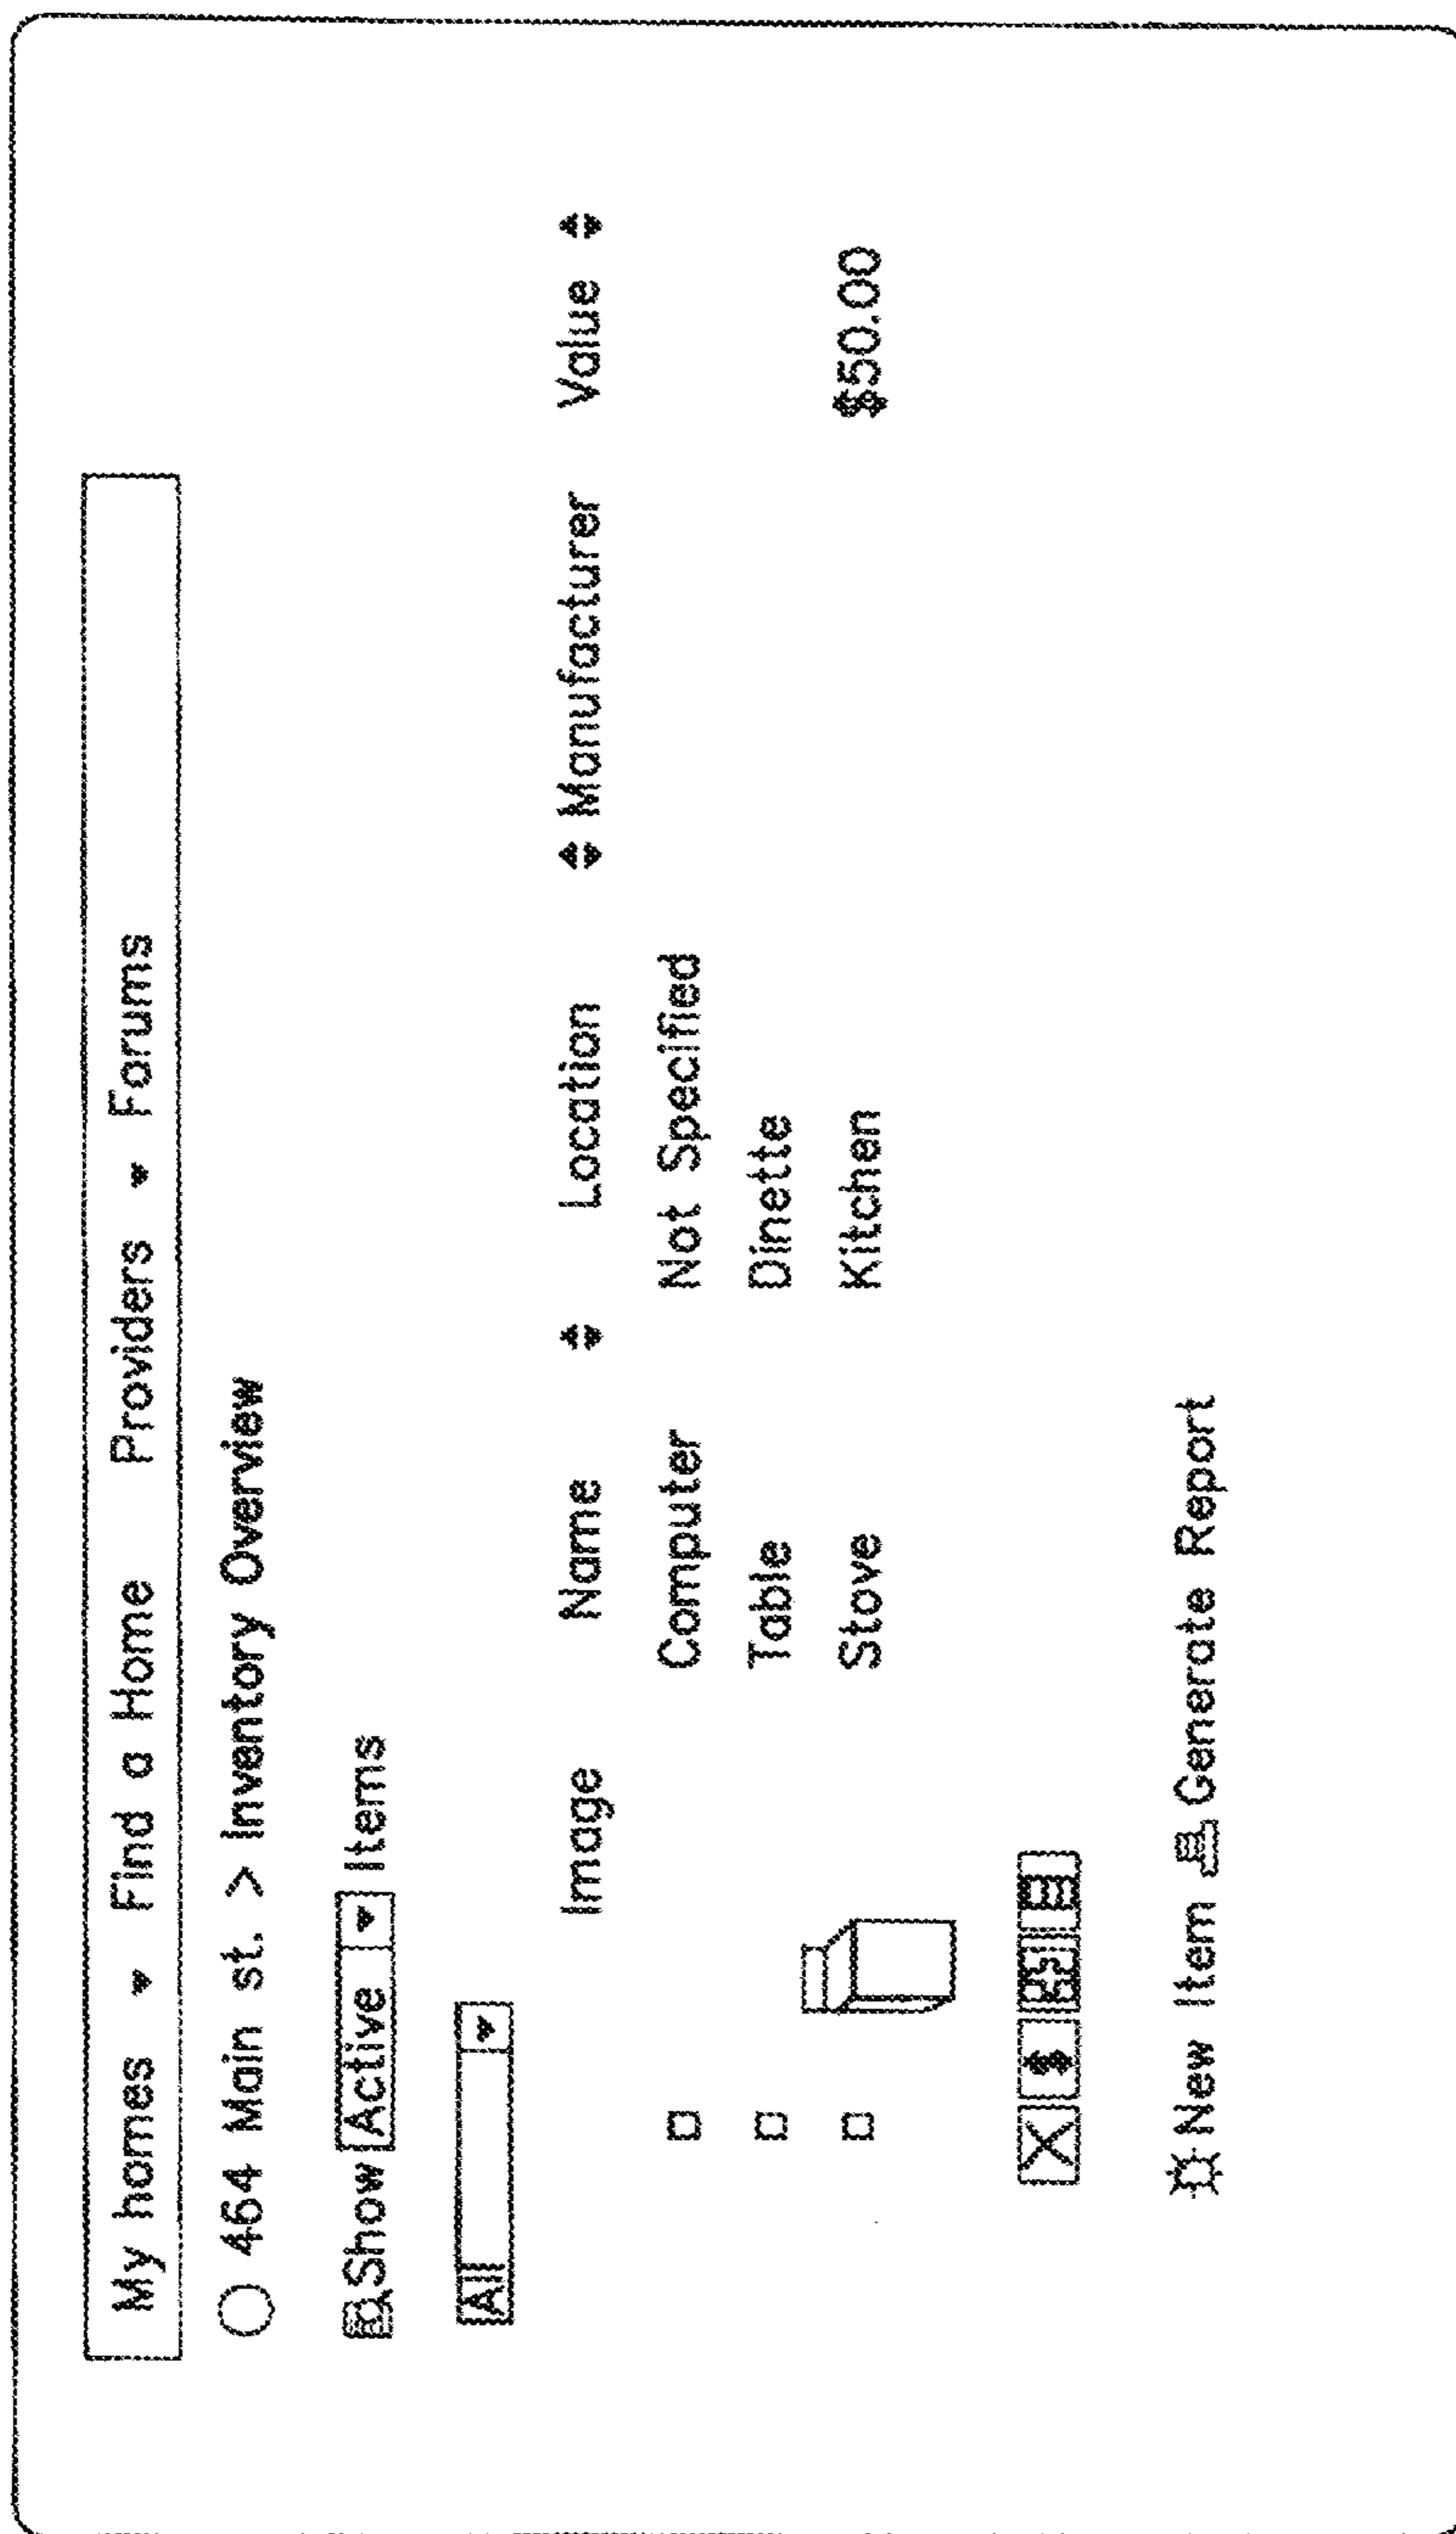 My homes Find a Home Providers Forums
464 Main st. > Inventory Overview
Show Active Items
All
Image Name Location Manufacturer Value
Computer Not Specified
Table Dinette
Stove Kitchen $50.00
X $
New Item Generate Report